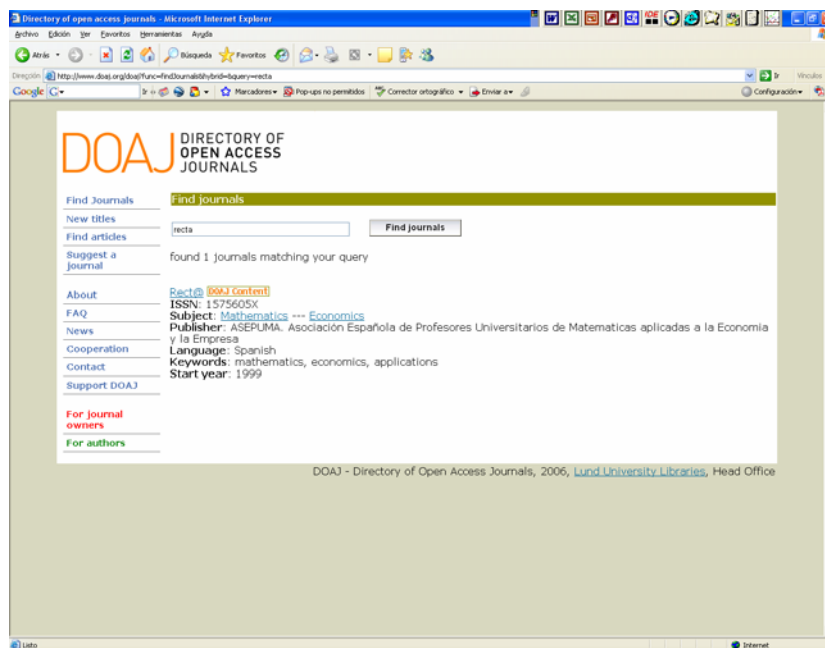 Directory of open access journals - Microsoft Internet Explorer
Archivo Edición Ver Favoritos Herramientas Ayuda
Atrás Búsqueda Favoritos
Dirección http://www.doaj.org/doaj?func=findJournals&hybrid=&query=recta Ir Vínculos
Google Ir Marcadores Pop-ups no permitidos Corrector ortográfico Enviar a Configuración
DOAJ DIRECTORY OF
OPEN ACCESS
JOURNALS
Find Journals
New titles
Find articles
Suggest a
journal
About
FAQ
News
Cooperation
Contact
Support DOAJ
For journal
owners
For authors
Find journals
recta Find journals
found 1 journals matching your query
Rect@ DOAJ Content
ISSN: 1575605X
Subject: Mathematics --- Economics
Publisher: ASEPUMA. Asociación Española de Profesores Universitarios de Matematicas aplicadas a la Economia
y la Empresa
Language: Spanish
Keywords: mathematics, economics, applications
Start year: 1999
DOAJ - Directory of Open Access Journals, 2006, Lund University Libraries, Head Office
Listo Internet